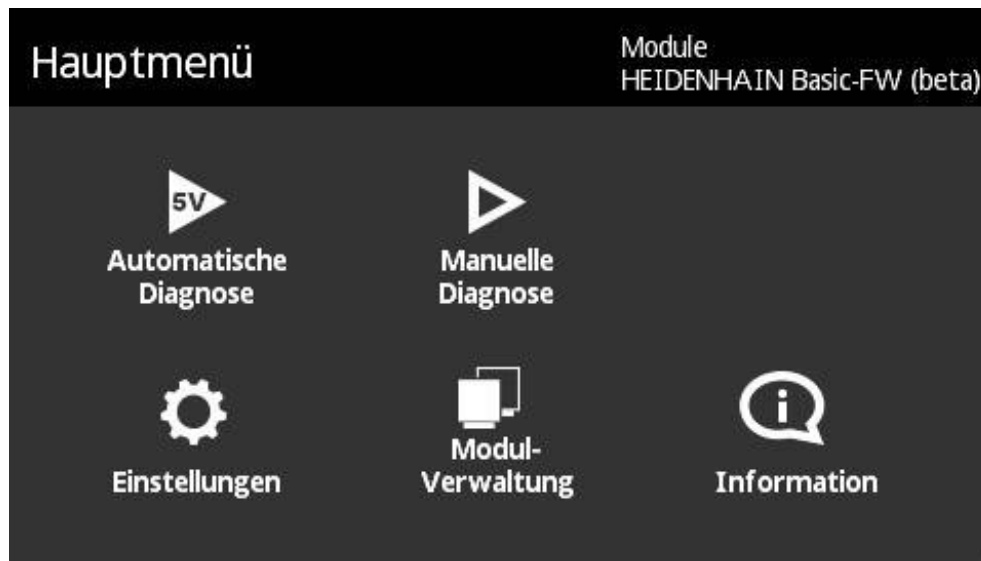 Hauptmenü
Module
HEIDENHAIN Basic-FW (beta)
5V
Automatische
Diagnose
Manuelle
Diagnose
Einstellungen
Modul-
Verwaltung
i
Information